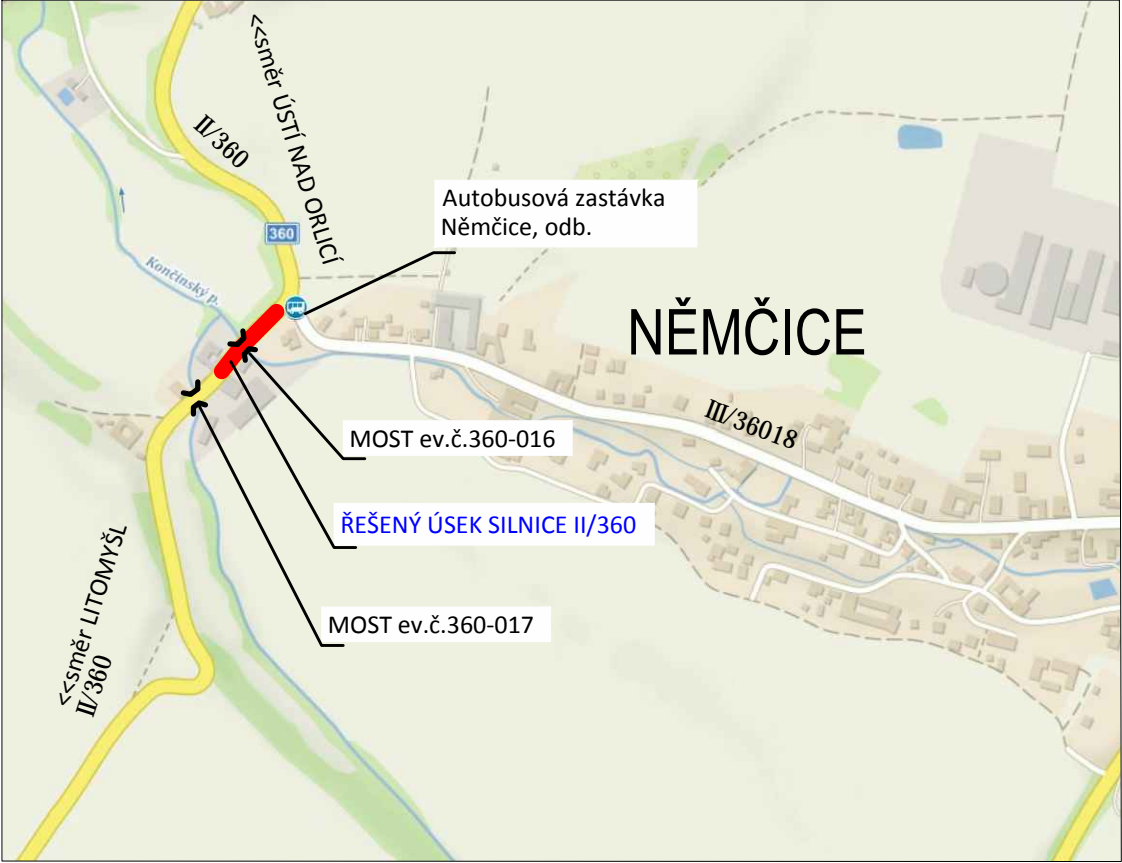 <<směr ÚSTÍ NAD ORLICÍ
II/360
360
Autobusová zastávka
Němčice, odb.
Končinský p.
NĚMČICE
III/36018
MOST ev.č.360-016
ŘEŠENÝ ÚSEK SILNICE II/360
MOST ev.č.360-017
<<směr LITOMYŠL
II/360